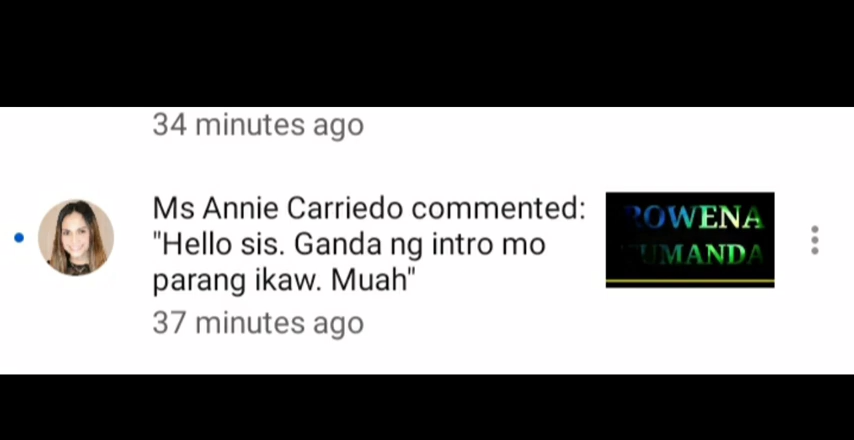 34 minutes ago
Ms Annie Carriedo commented:
"Hello sis. Ganda ng intro mo
parang ikaw. Muah"
37 minutes ago
ROWENA